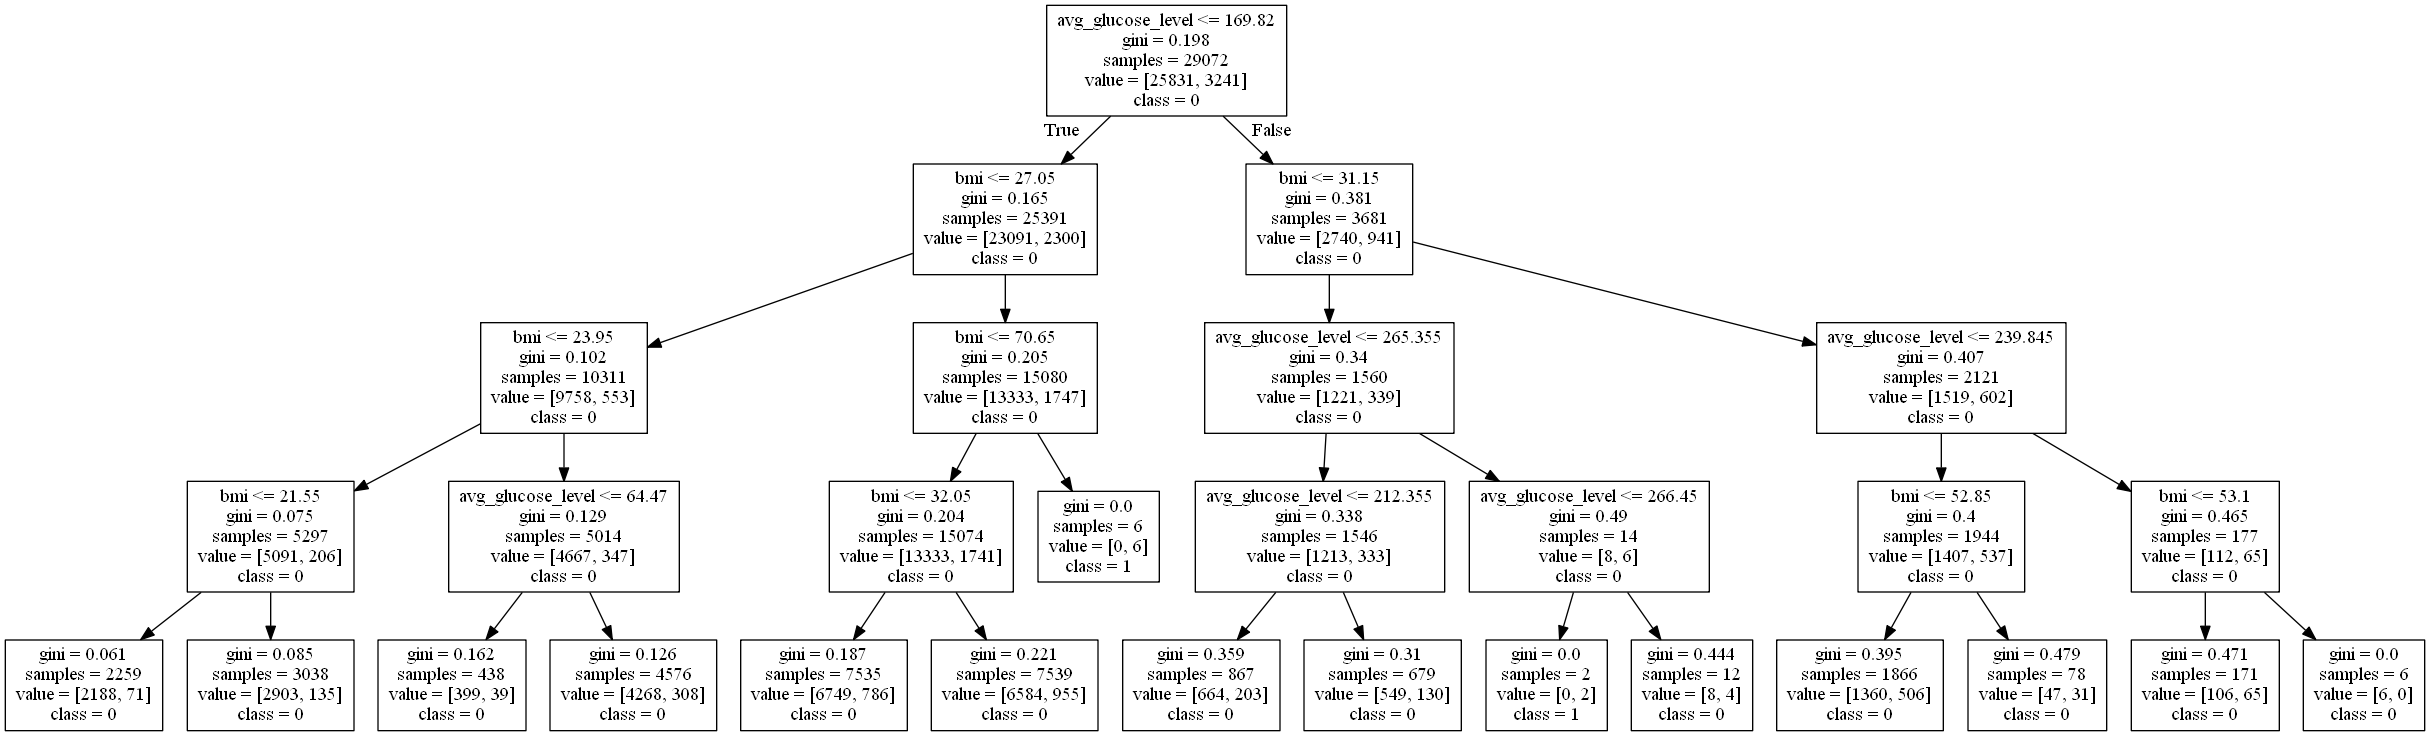 avg_glucose_level <= 169.82
gini = 0.198
samples = 29072
value = [25831, 3241]
class = 0
True
False
bmi <= 27.05
gini = 0.165
samples = 25391
value = [23091, 2300]
class = 0
bmi <= 31.15
gini = 0.381
samples = 3681
value = [2740, 941]
class = 0
bmi <= 23.95
gini = 0.102
samples = 10311
value = [9758, 553]
class = 0
bmi <= 70.65
gini = 0.205
samples = 15080
value = [13333, 1747]
class = 0
avg_glucose_level <= 265.355
gini = 0.34
samples = 1560
value = [1221, 339]
class = 0
avg_glucose_level <= 239.845
gini = 0.407
samples = 2121
value = [1519, 602]
class = 0
bmi <= 21.55
gini = 0.075
samples = 5297
value = [5091, 206]
class = 0
avg_glucose_level <= 64.47
gini = 0.129
samples = 5014
value = [4667, 347]
class = 0
bmi <= 32.05
gini = 0.204
samples = 15074
value = [13333, 1741]
class = 0
gini = 0.0
samples = 6
value = [0, 6]
class = 1
avg_glucose_level <= 212.355
gini = 0.338
samples = 1546
value = [1213, 333]
class = 0
avg_glucose_level <= 266.45
gini = 0.49
samples = 14
value = [8, 6]
class = 0
bmi <= 52.85
gini = 0.4
samples = 1944
value = [1407, 537]
class = 0
bmi <= 53.1
gini = 0.465
samples = 177
value = [112, 65]
class = 0
gini = 0.061
samples = 2259
value = [2188, 71]
class = 0
gini = 0.085
samples = 3038
value = [2903, 135]
class = 0
gini = 0.162
samples = 438
value = [399, 39]
class = 0
gini = 0.126
samples = 4576
value = [4268, 308]
class = 0
gini = 0.187
samples = 7535
value = [6749, 786]
class = 0
gini = 0.221
samples = 7539
value = [6584, 955]
class = 0
gini = 0.359
samples = 867
value = [664, 203]
class = 0
gini = 0.31
samples = 679
value = [549, 130]
class = 0
gini = 0.0
samples = 2
value = [0, 2]
class = 1
gini = 0.444
samples = 12
value = [8, 4]
class = 0
gini = 0.395
samples = 1866
value = [1360, 506]
class = 0
gini = 0.479
samples = 78
value = [47, 31]
class = 0
gini = 0.471
samples = 171
value = [106, 65]
class = 0
gini = 0.0
samples = 6
value = [6, 0]
class = 0